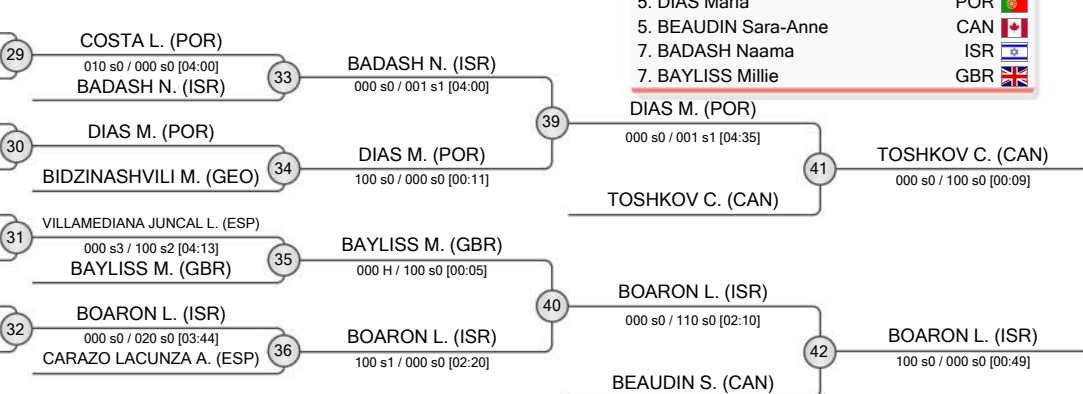 5. DIAS Maria POR
5. BEAUDIN Sara-Anne CAN
7. BADASH Naama ISR
7. BAYLISS Millie GBR
29
COSTA L. (POR)
010 s0 / 000 s0 [04:00]
BADASH N. (ISR)
33
BADASH N. (ISR)
000 s0 / 001 s1 [04:00]
30
DIAS M. (POR)
BIDZINASHVILI M. (GEO)
34
DIAS M. (POR)
100 s0 / 000 s0 [00:11]
39
DIAS M. (POR)
000 s0 / 001 s1 [04:35]
TOSHKOV C. (CAN)
41
TOSHKOV C. (CAN)
000 s0 / 100 s0 [00:09]
31
VILLAMEDIANA JUNCAL L. (ESP)
000 s3 / 100 s2 [04:13]
BAYLISS M. (GBR)
35
BAYLISS M. (GBR)
000 H / 100 s0 [00:05]
32
BOARON L. (ISR)
000 s0 / 020 s0 [03:44]
CARAZO LACUNZA A. (ESP)
36
BOARON L. (ISR)
100 s1 / 000 s0 [02:20]
40
BOARON L. (ISR)
000 s0 / 110 s0 [02:10]
BEAUDIN S. (CAN)
42
BOARON L. (ISR)
100 s0 / 000 s0 [00:49]